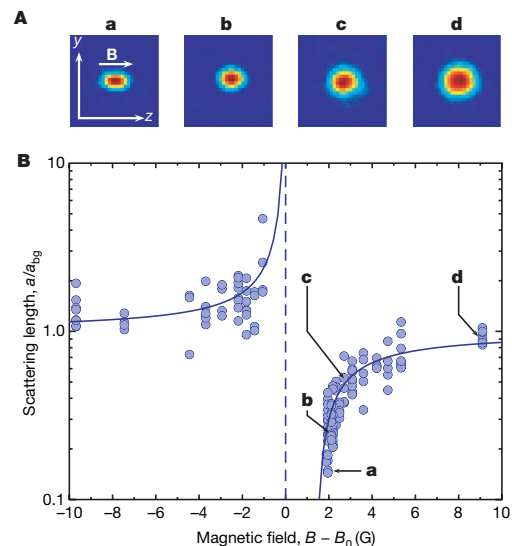 A
a b c d
y
B
z
B
10
1.0
0.1
Scattering length, a/a_bg
c
d
b
a
−10 −8 −6 −4 −2 0 2 4 6 8 10
Magnetic field, B − B₀ (G)